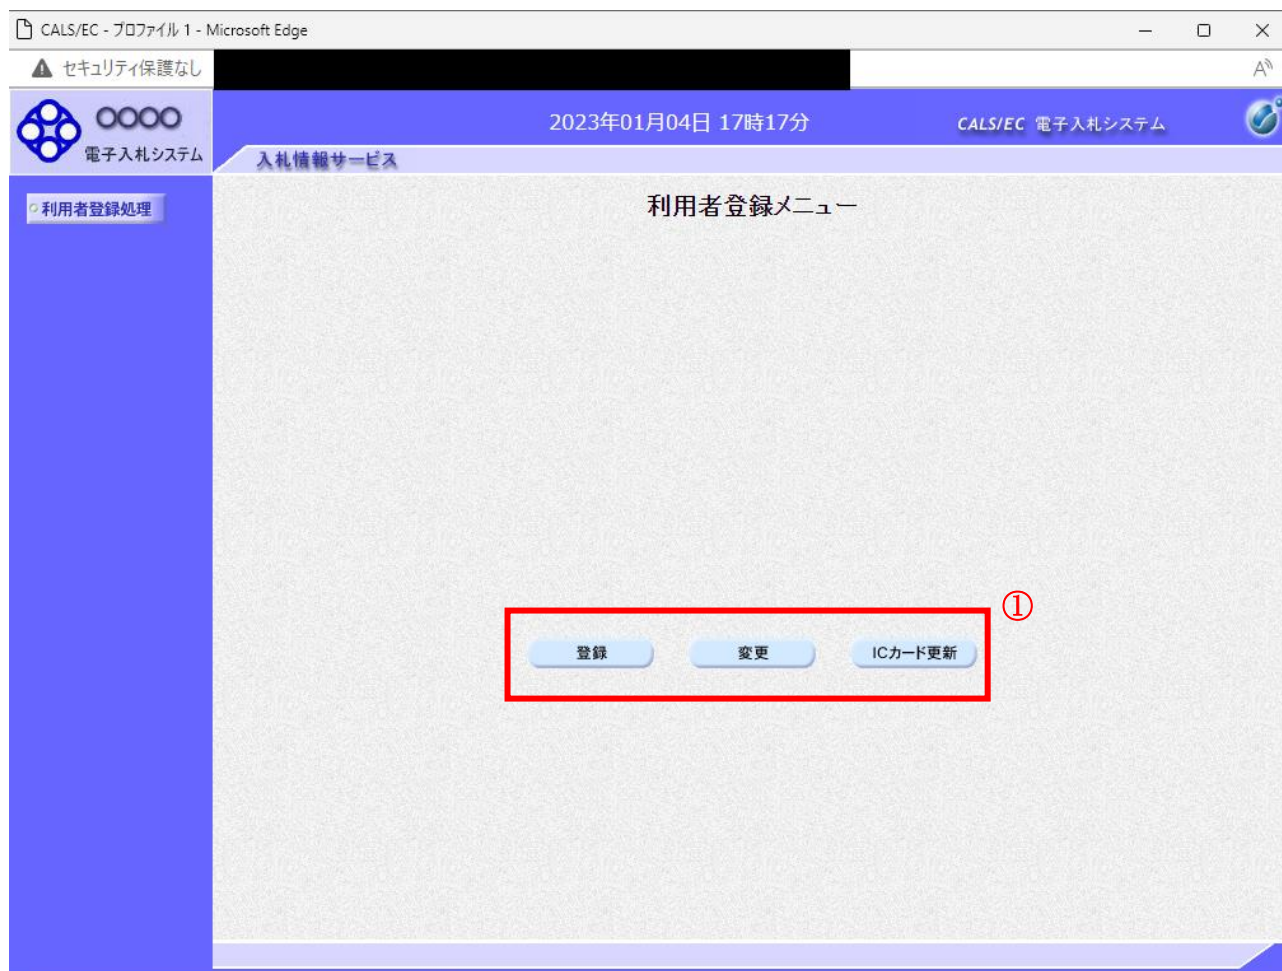 CALS/EC - プロファイル 1 - Microsoft Edge
セキュリティ保護なし
A
〇〇〇〇
電子入札システム
2023年01月04日 17時17分
CALS/EC 電子入札システム
入札情報サービス
利用者登録処理
利用者登録メニュー
①
登録 変更 ICカード更新